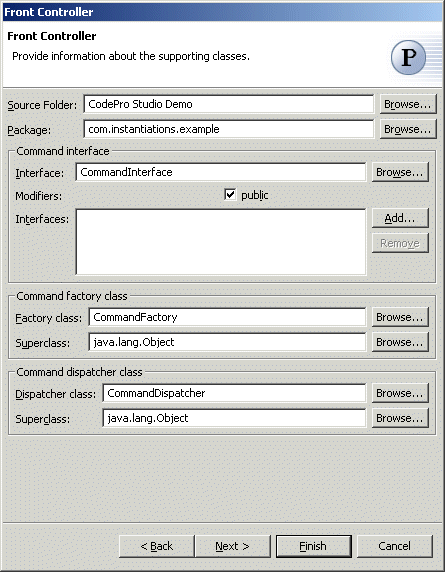 Front Controller
Front Controller
Provide information about the supporting classes.
P
Source Folder: CodePro Studio Demo Browse...
Package: com.instantiations.example Browse...
Command interface
Interface: CommandInterface Browse...
Modifiers: public
Interfaces: Add...
Remove
Command factory class
Factory class: CommandFactory Browse...
Superclass: java.lang.Object Browse...
Command dispatcher class
Dispatcher class: CommandDispatcher Browse...
Superclass: java.lang.Object Browse...
< Back Next > Finish Cancel